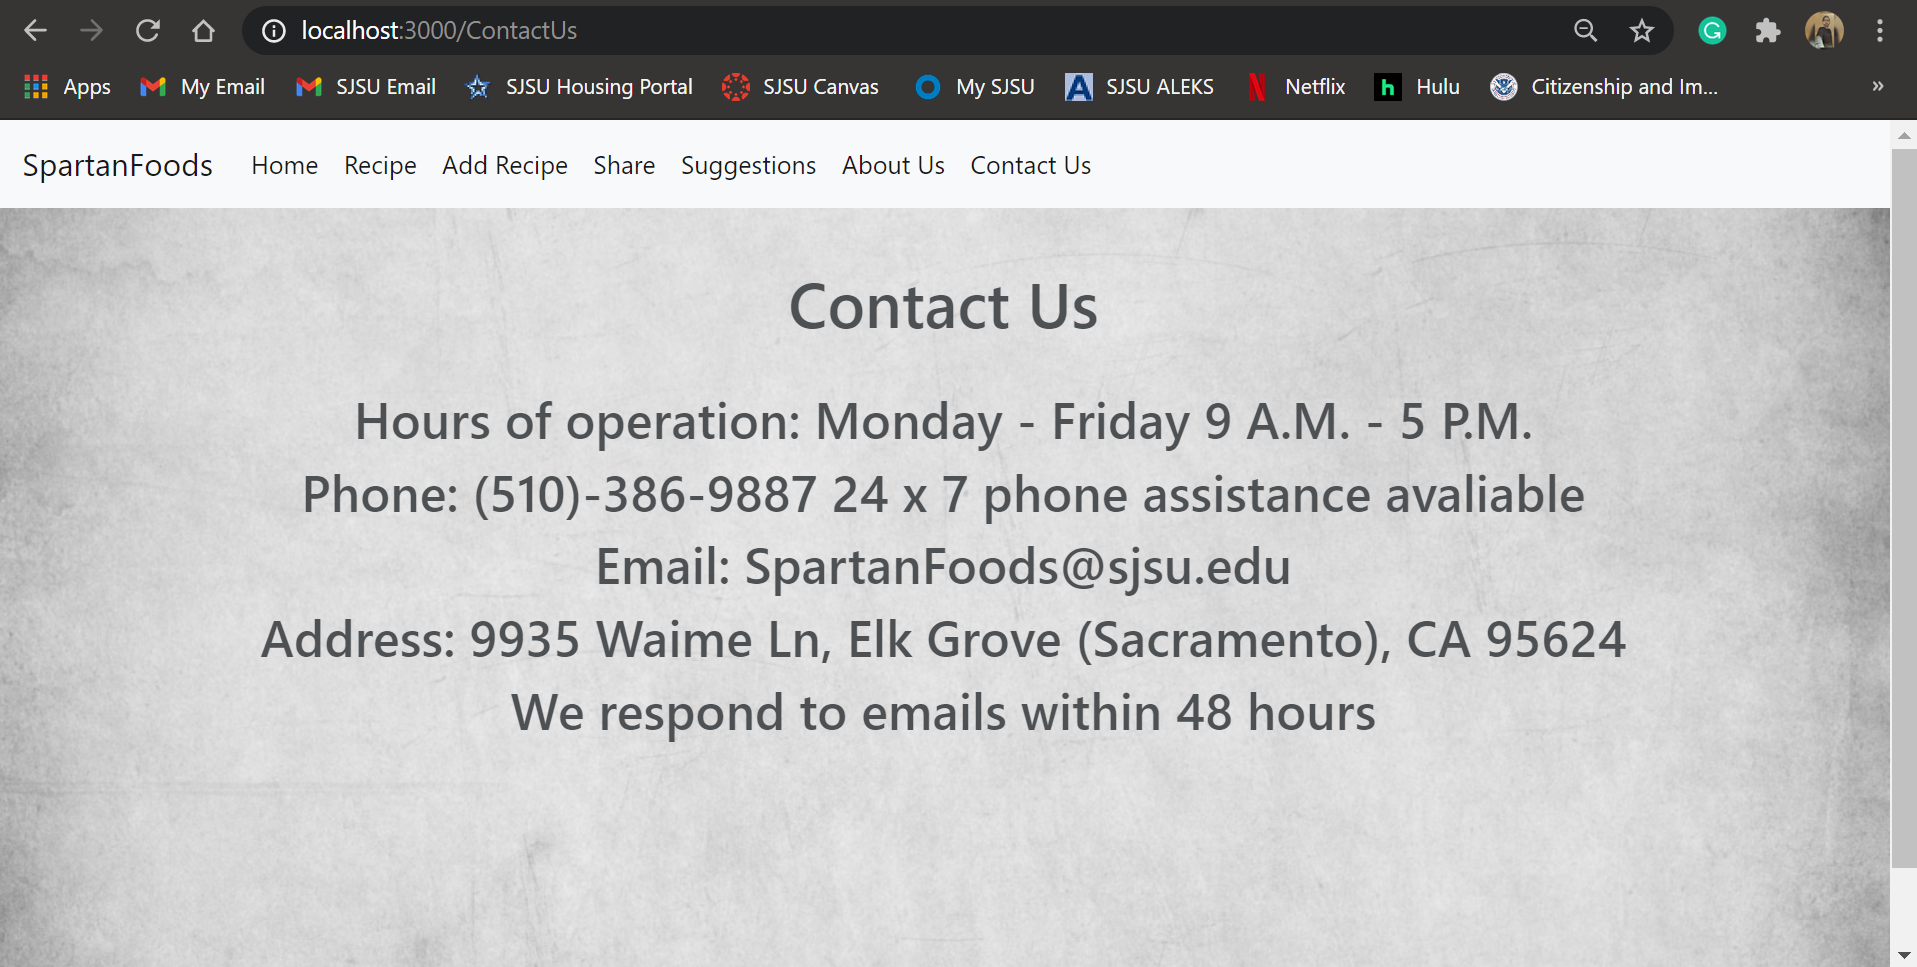 localhost:3000/ContactUs
Apps My Email SJSU Email SJSU Housing Portal SJSU Canvas My SJSU SJSU ALEKS Netflix Hulu Citizenship and Im... »
SpartanFoods Home Recipe Add Recipe Share Suggestions About Us Contact Us
Contact Us
Hours of operation: Monday - Friday 9 A.M. - 5 P.M.
Phone: (510)-386-9887 24 x 7 phone assistance avaliable
Email: SpartanFoods@sjsu.edu
Address: 9935 Waime Ln, Elk Grove (Sacramento), CA 95624
We respond to emails within 48 hours